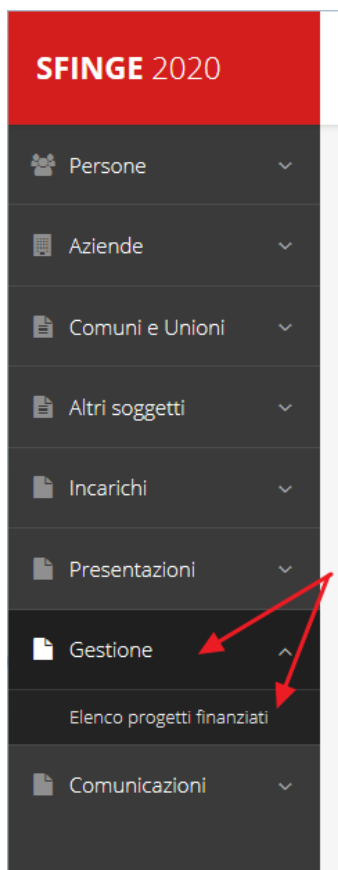 SFINGE 2020
Persone
Aziende
Comuni e Unioni
Altri soggetti
Incarichi
Presentazioni
Gestione
Elenco progetti finanziati
Comunicazioni